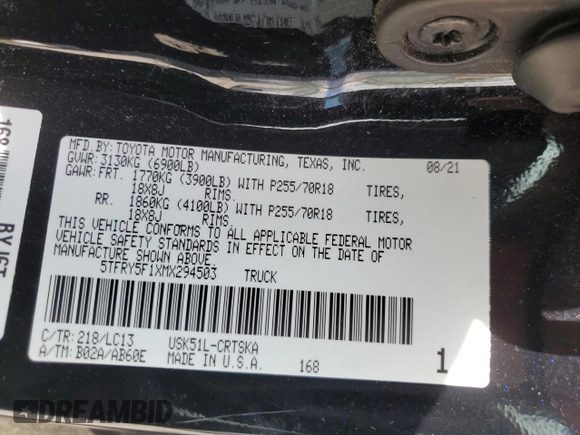 MFD.BY:TOYOTA MOTOR MANUFACTURING, TEXAS, INC. 08/21
GVWR:3130KG (6900LB)
GAWR:FRT. 1770KG (3900LB) WITH P255/70R18 TIRES,
18X8J RIMS.
RR. 1860KG (4100LB) WITH P255/70R18 TIRES,
18X8J RIMS.
THIS VEHICLE CONFORMS TO ALL APPLICABLE FEDERAL MOTOR
VEHICLE SAFETY STANDARDS IN EFFECT ON THE DATE OF
MANUFACTURE SHOWN ABOVE.
5TFRY5F1XMX294503 TRUCK
C/TR:218/LC13 USK51L-CRTSKA
A/TM:B02A/AB60E MADE IN U.S.A. 168 1
168
DREAMBID